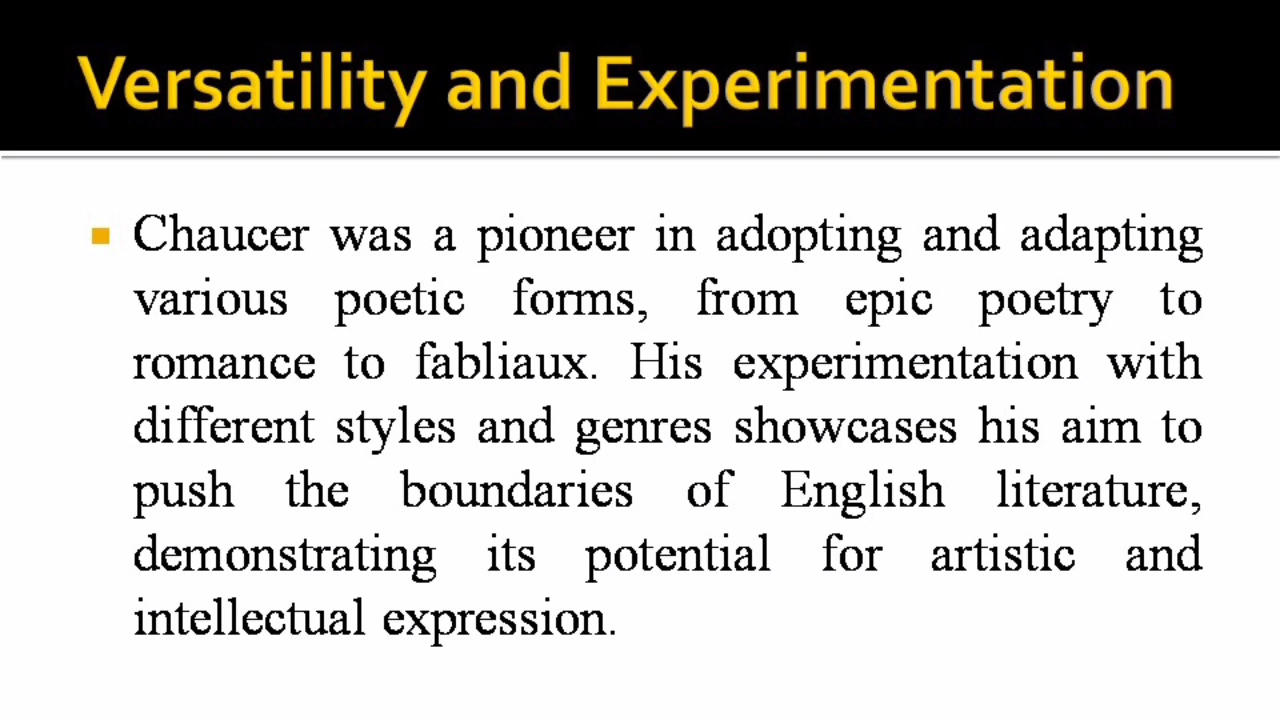 Versatility and Experimentation
Chaucer was a pioneer in adopting and adapting
various poetic forms, from epic poetry to
romance to fabliaux. His experimentation with
different styles and genres showcases his aim to
push the boundaries of English literature,
demonstrating its potential for artistic and
intellectual expression.